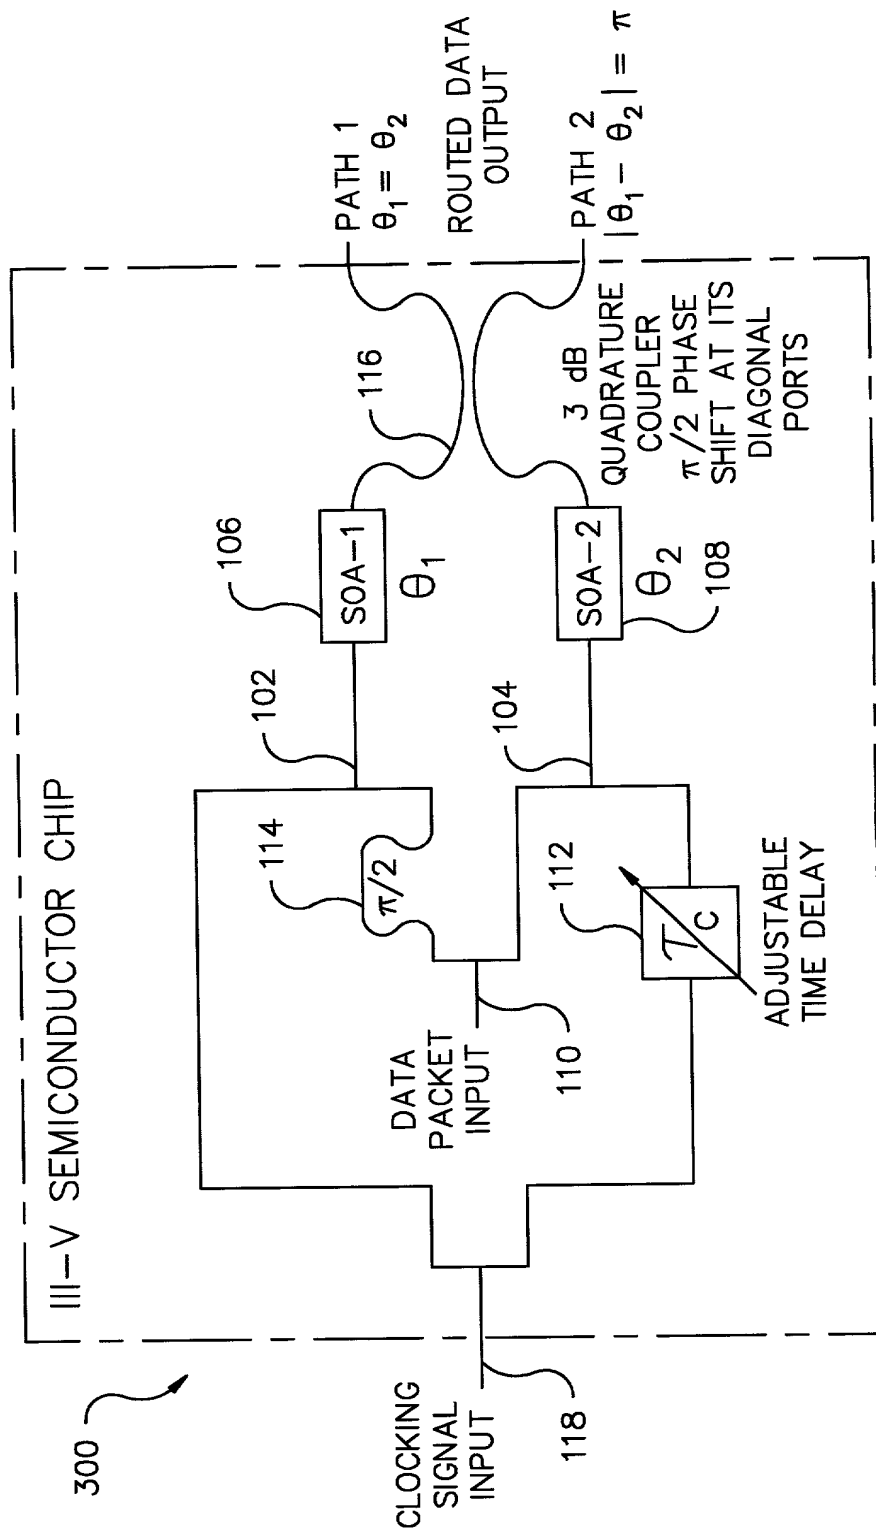 300
III–V SEMICONDUCTOR CHIP
CLOCKING
SIGNAL
INPUT
118
DATA
PACKET
INPUT
110
114
π/2
102
104
112
τC
ADJUSTABLE
TIME DELAY
106
SOA–1
θ1
SOA–2
θ2
108
116
3 dB
QUADRATURE
COUPLER
π/2 PHASE
SHIFT AT ITS
DIAGONAL
PORTS
PATH 1
θ1 = θ2
ROUTED DATA
OUTPUT
PATH 2
|θ1 – θ2| = π